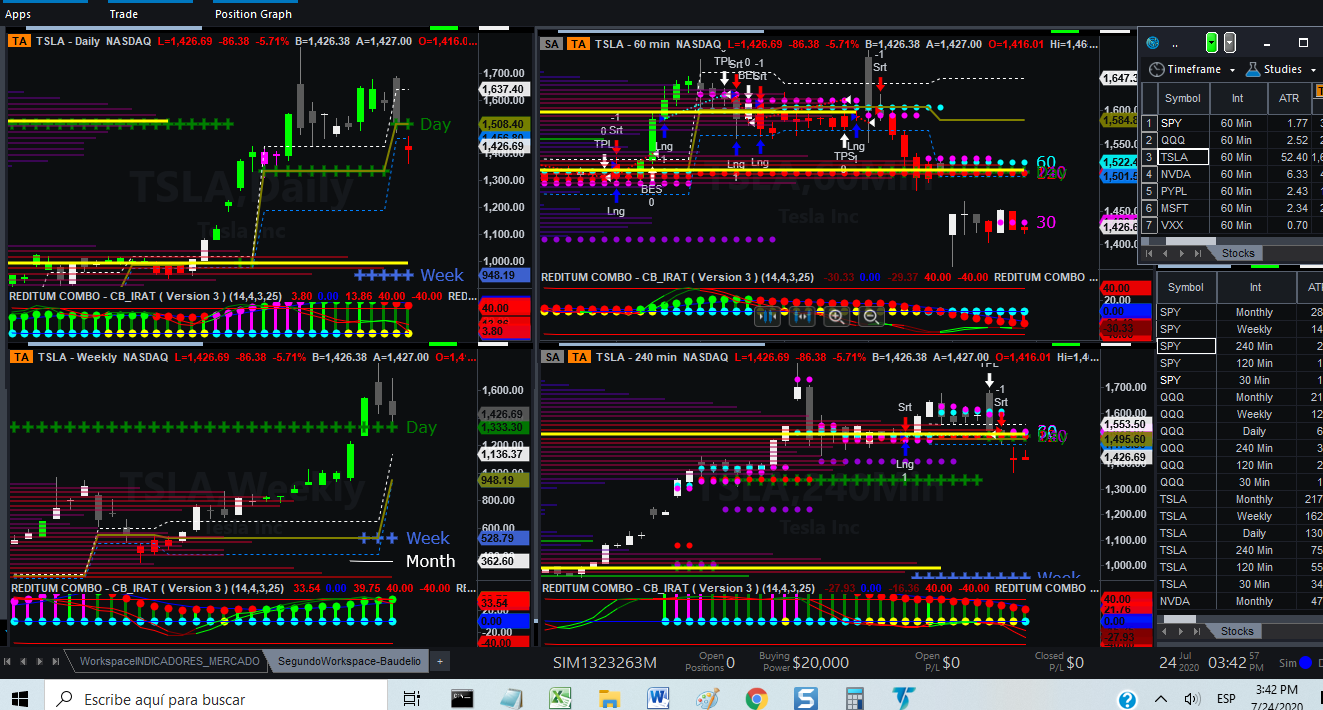 Apps Trade Position Graph
TA TSLA - Daily NASDAQ L=1,426.69 -86.38 -5.71% B=1,426.38 A=1,427.00 O=1,416.0...
1,700.00
1,637.40
1,600.00
1,508.40
1,426.69
1,400.00
1,300.00
1,200.00
1,100.00
1,000.00
948.19
Day
Week
TSLA, Daily
Tesla Inc
REDITUM COMBO - CB_IRAT ( Version 3 ) (14,4,3,25) 3.80 0.00 13.86 40.00 -40.00 RED...
40.00
3.80
TA TSLA - Weekly NASDAQ L=1,426.69 -86.38 -5.71% B=1,426.38 A=1,427.00 O=1,4...
1,600.00
1,426.69
1,333.30
1,200.00
1,136.37
1,000.00
948.19
800.00
600.00
528.79
362.60
Day
Week
Month
TSLA, Weekly
Tesla Inc
REDITUM COMBO - CB_IRAT ( Version 3 ) (14,4,3,25) 33.54 0.00 39.75 40.00 -40.00 RE...
33.54
20.00
0.00
-20.00
-40.00
SA TA TSLA - 60 min NASDAQ L=1,426.69 -86.38 -5.71% B=1,426.38 A=1,427.00 O=1,416.01 Hi=1,46...
TPL Srt 0 -1
BES Srt
-1
Srt
-1
0 Srt
TPL
Lng
1
Lng
1
Lng
Lng
TPS
0
BES
0
Lng
60
30
1,647.3
1,600.0
1,584.8
1,522.4
1,501.5
1,450.0
1,426.6
1,400.0
TSLA, 60Min
Tesla Inc
REDITUM COMBO - CB_IRAT ( Version 3 ) (14,4,3,25) -30.33 0.00 -29.37 40.00 -40.00 REDITUM COMBO ...
40.00
20.00
0.00
-30.33
SA TA TSLA - 240 min NASDAQ L=1,426.69 -86.38 -5.71% B=1,426.38 A=1,427.00 O=1,416.01 Hi=1,4...
TPL
-1
Srt
Srt
Lng
1
1,700.00
1,600.00
1,553.50
1,495.60
1,426.69
1,400.00
1,300.00
1,200.00
1,100.00
1,000.00
Week
TSLA, 240Min
Tesla Inc
REDITUM COMBO - CB_IRAT ( Version 3 ) (14,4,3,25) -27.93 0.00 -16.36 40.00 -40.00 REDITUM COMBO ...
40.00
21.76
0.00
-27.93
..
Timeframe Studies
Symbol Int ATR
1 SPY 60 Min 1.77
2 QQQ 60 Min 2.52
3 TSLA 60 Min 52.40
4 NVDA 60 Min 6.33
5 PYPL 60 Min 2.43
6 MSFT 60 Min 2.34
7 VXX 60 Min 0.70
Stocks
Symbol Int ATR
SPY Monthly 28
SPY Weekly 14
SPY 240 Min 2
SPY 120 Min
SPY 30 Min 1
QQQ Monthly 21
QQQ Weekly 12
QQQ Daily 6
QQQ 240 Min 3
QQQ 120 Min 2
QQQ 30 Min 1
TSLA Monthly 217
TSLA Weekly 162
TSLA Daily 130
TSLA 240 Min 75
TSLA 120 Min 55
TSLA 30 Min 34
NVDA Monthly 47
Stocks
WorkspaceINDICADORES_MERCADO SegundoWorkspace-Baudelio +
SIM1323263M Open Positions 0 Buying Power $20,000 Open P/L $0 Closed P/L $0 24 Jul 2020 03:42 57 PM Sim
Escribe aquí para buscar
ESP
3:42 PM
7/24/2020